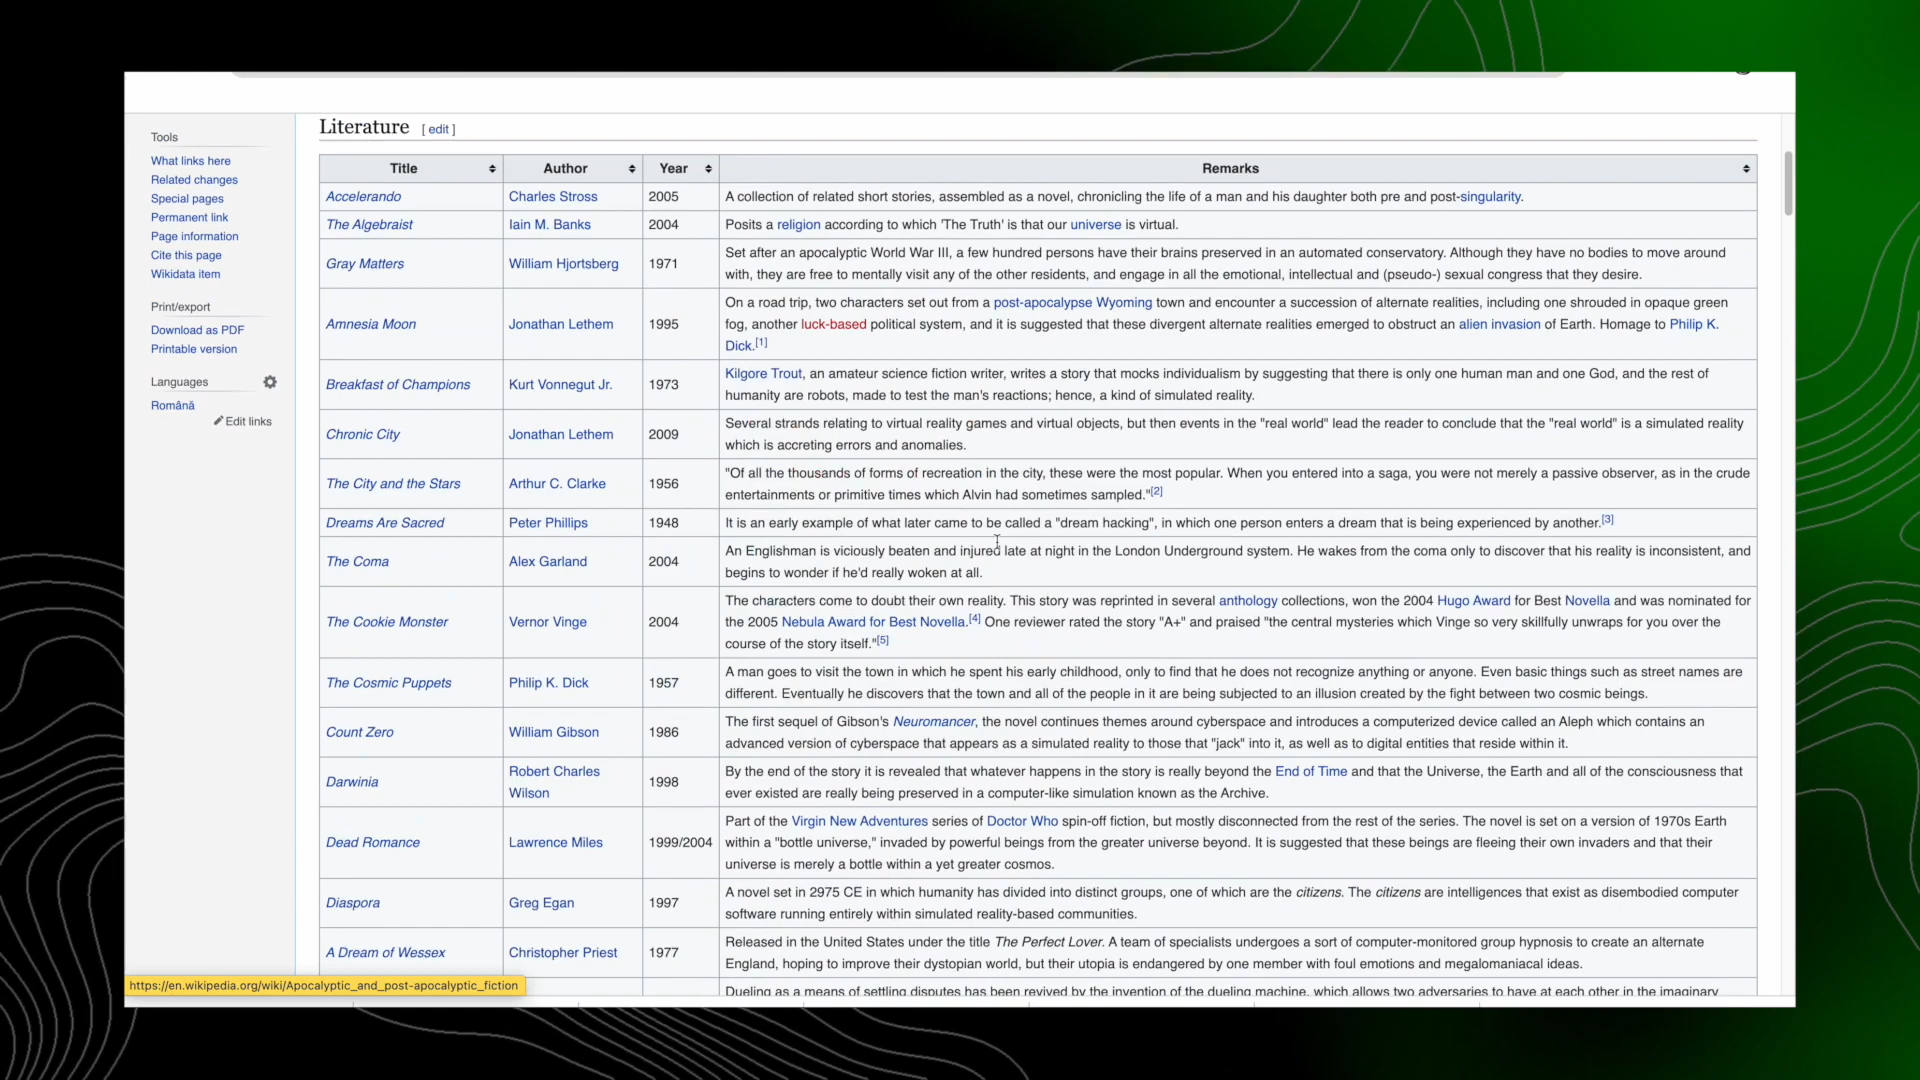 Literature [ edit ]
Tools
What links here
Related changes
Special pages
Permanent link
Page information
Cite this page
Wikidata item
Print/export
Download as PDF
Printable version
Languages
Română
Edit links
Title Author Year Remarks
Accelerando Charles Stross 2005 A collection of related short stories, assembled as a novel, chronicling the life of a man and his daughter both pre and post-singularity.
The Algebraist Iain M. Banks 2004 Posits a religion according to which 'The Truth' is that our universe is virtual.
Gray Matters William Hjortsberg 1971 Set after an apocalyptic World War III, a few hundred persons have their brains preserved in an automated conservatory. Although they have no bodies to move around
with, they are free to mentally visit any of the other residents, and engage in all the emotional, intellectual and (pseudo-) sexual congress that they desire.
Amnesia Moon Jonathan Lethem 1995 On a road trip, two characters set out from a post-apocalypse Wyoming town and encounter a succession of alternate realities, including one shrouded in opaque green
fog, another luck-based political system, and it is suggested that these divergent alternate realities emerged to obstruct an alien invasion of Earth. Homage to Philip K.
Dick.[1]
Breakfast of Champions Kurt Vonnegut Jr. 1973 Kilgore Trout, an amateur science fiction writer, writes a story that mocks individualism by suggesting that there is only one human man and one God, and the rest of
humanity are robots, made to test the man's reactions; hence, a kind of simulated reality.
Chronic City Jonathan Lethem 2009 Several strands relating to virtual reality games and virtual objects, but then events in the "real world" lead the reader to conclude that the "real world" is a simulated reality
which is accreting errors and anomalies.
The City and the Stars Arthur C. Clarke 1956 "Of all the thousands of forms of recreation in the city, these were the most popular. When you entered into a saga, you were not merely a passive observer, as in the crude
entertainments or primitive times which Alvin had sometimes sampled."[2]
Dreams Are Sacred Peter Phillips 1948 It is an early example of what later came to be called a "dream hacking", in which one person enters a dream that is being experienced by another.[3]
The Coma Alex Garland 2004 An Englishman is viciously beaten and injured late at night in the London Underground system. He wakes from the coma only to discover that his reality is inconsistent, and
begins to wonder if he'd really woken at all.
The Cookie Monster Vernor Vinge 2004 The characters come to doubt their own reality. This story was reprinted in several anthology collections, won the 2004 Hugo Award for Best Novella and was nominated for
the 2005 Nebula Award for Best Novella.[4] One reviewer rated the story "A+" and praised "the central mysteries which Vinge so very skillfully unwraps for you over the
course of the story itself."[5]
The Cosmic Puppets Philip K. Dick 1957 A man goes to visit the town in which he spent his early childhood, only to find that he does not recognize anything or anyone. Even basic things such as street names are
different. Eventually he discovers that the town and all of the people in it are being subjected to an illusion created by the fight between two cosmic beings.
Count Zero William Gibson 1986 The first sequel of Gibson's Neuromancer, the novel continues themes around cyberspace and introduces a computerized device called an Aleph which contains an
advanced version of cyberspace that appears as a simulated reality to those that "jack" into it, as well as to digital entities that reside within it.
Darwinia Robert Charles Wilson 1998 By the end of the story it is revealed that whatever happens in the story is really beyond the End of Time and that the Universe, the Earth and all of the consciousness that
ever existed are really being preserved in a computer-like simulation known as the Archive.
Dead Romance Lawrence Miles 1999/2004 Part of the Virgin New Adventures series of Doctor Who spin-off fiction, but mostly disconnected from the rest of the series. The novel is set on a version of 1970s Earth
within a "bottle universe," invaded by powerful beings from the greater universe beyond. It is suggested that these beings are fleeing their own invaders and that their
universe is merely a bottle within a yet greater cosmos.
Diaspora Greg Egan 1997 A novel set in 2975 CE in which humanity has divided into distinct groups, one of which are the citizens. The citizens are intelligences that exist as disembodied computer
software running entirely within simulated reality-based communities.
A Dream of Wessex Christopher Priest 1977 Released in the United States under the title The Perfect Lover. A team of specialists undergoes a sort of computer-monitored group hypnosis to create an alternate
England, hoping to improve their dystopian world, but their utopia is endangered by one member with foul emotions and megalomaniacal ideas.
https://en.wikipedia.org/wiki/Apocalyptic_and_post-apocalyptic_fiction
Dueling as a means of settling disputes has been revived by the invention of the dueling machine, which allows two adversaries to have at each other in the imaginary